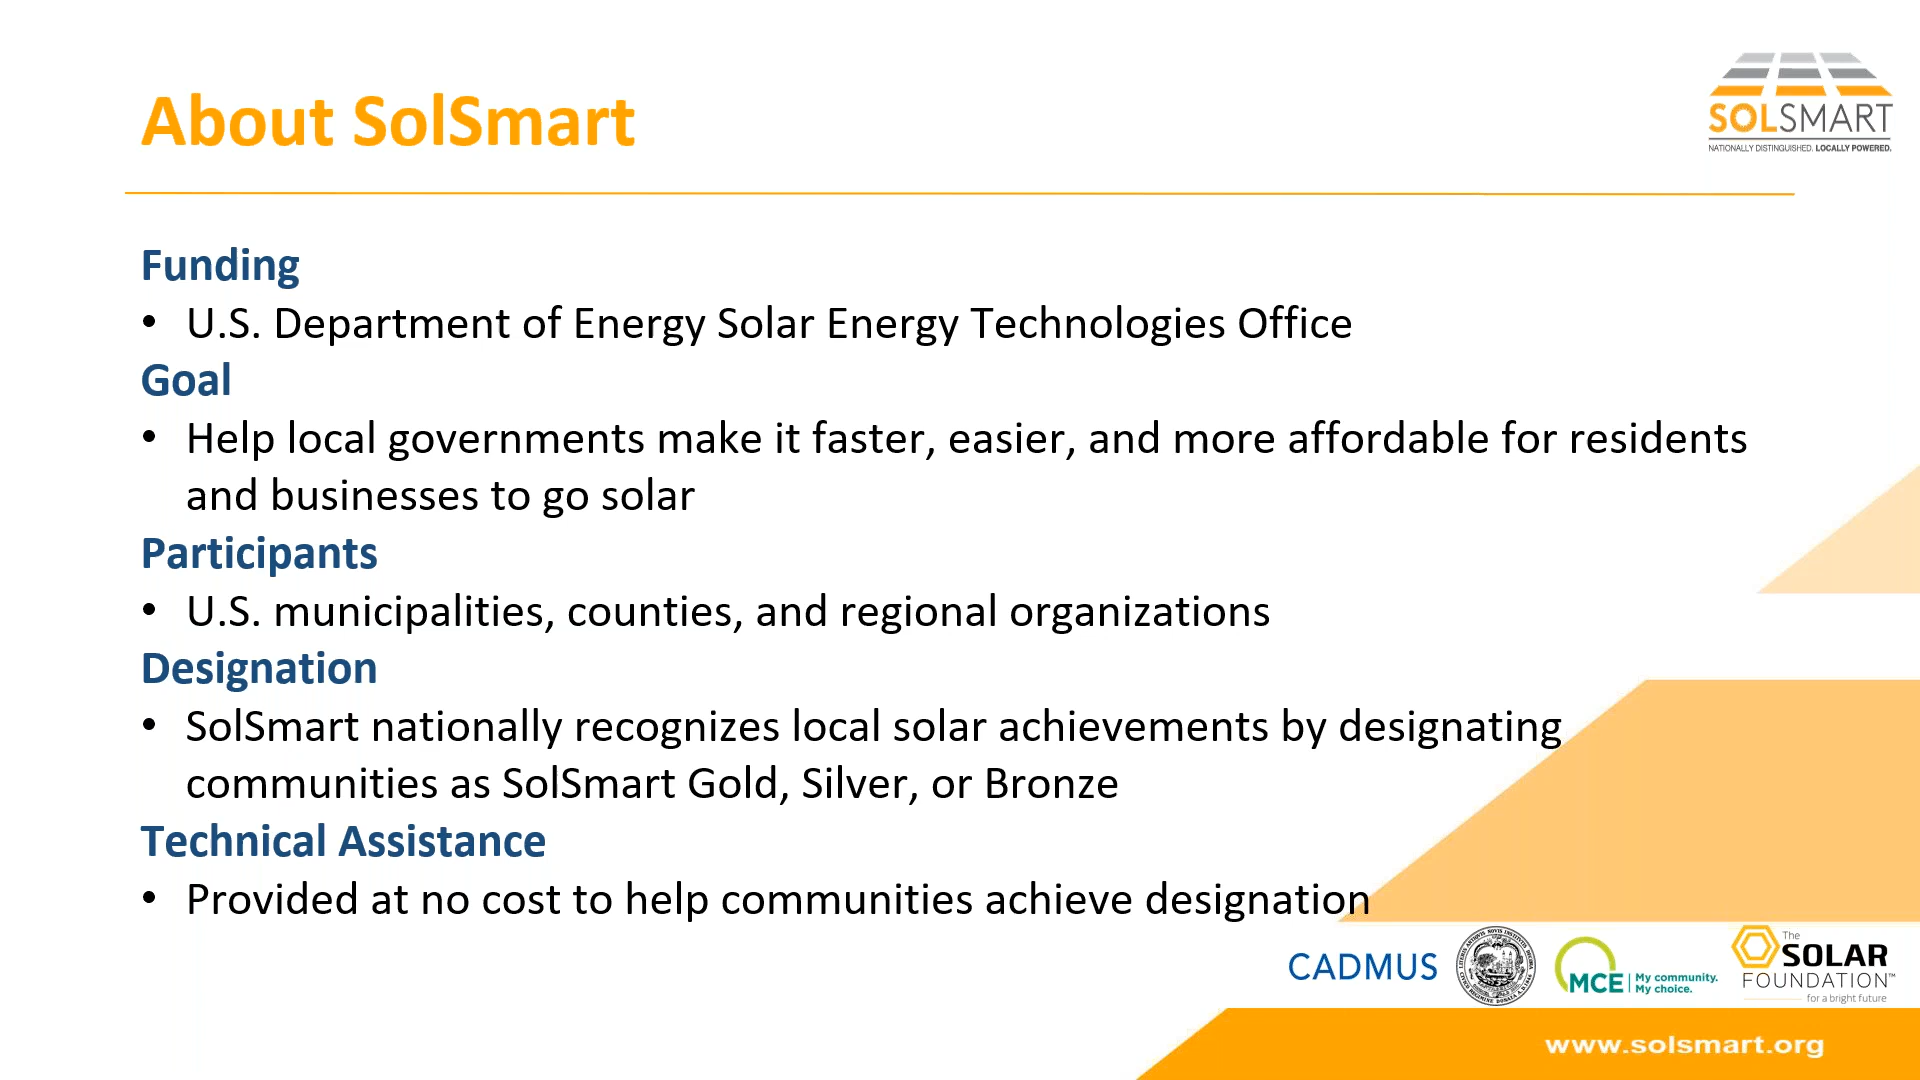 About SolSmart
SOLSMART
NATIONALLY DISTINGUISHED. LOCALLY POWERED.
Funding
• U.S. Department of Energy Solar Energy Technologies Office
Goal
• Help local governments make it faster, easier, and more affordable for residents
and businesses to go solar
Participants
• U.S. municipalities, counties, and regional organizations
Designation
• SolSmart nationally recognizes local solar achievements by designating
communities as SolSmart Gold, Silver, or Bronze
Technical Assistance
• Provided at no cost to help communities achieve designation
CADMUS
MCE
My community.
My choice.
The
SOLAR
FOUNDATION™
for a bright future
www.solsmart.org